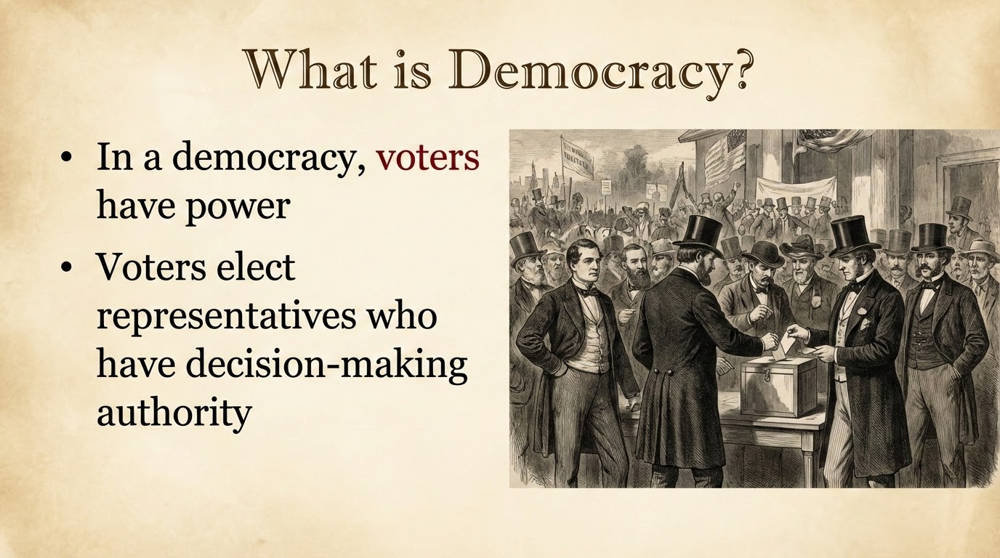 What is Democracy?
• In a democracy, voters
have power
• Voters elect
representatives who
have decision-making
authority